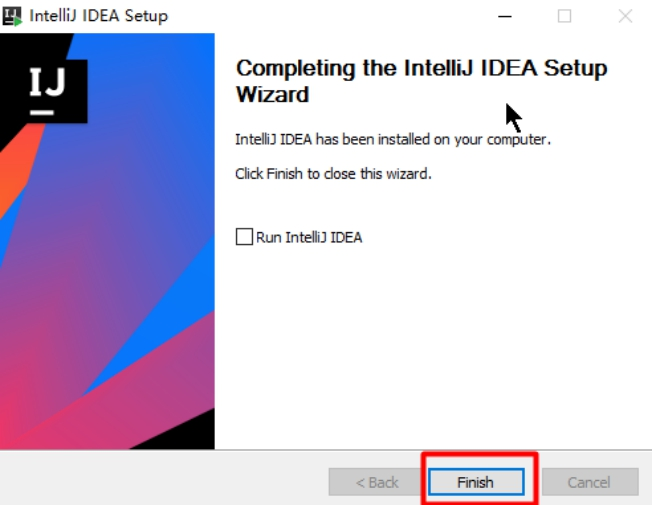 IntelliJ IDEA Setup
IJ
Completing the IntelliJ IDEA Setup
Wizard
IntelliJ IDEA has been installed on your computer.
Click Finish to close this wizard.
Run IntelliJ IDEA
< Back
Finish
Cancel